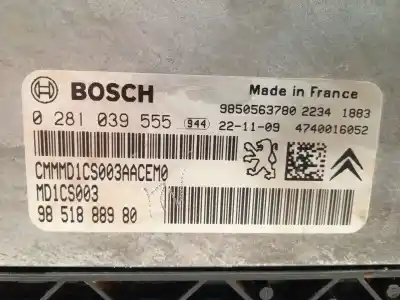 BOSCH
Made in France
9850563780 2234 1883
0 281 039 555 944 22-11-09 4740016052
CMMMD1CS003AACEM0
MD1CS003
98 518 889 80